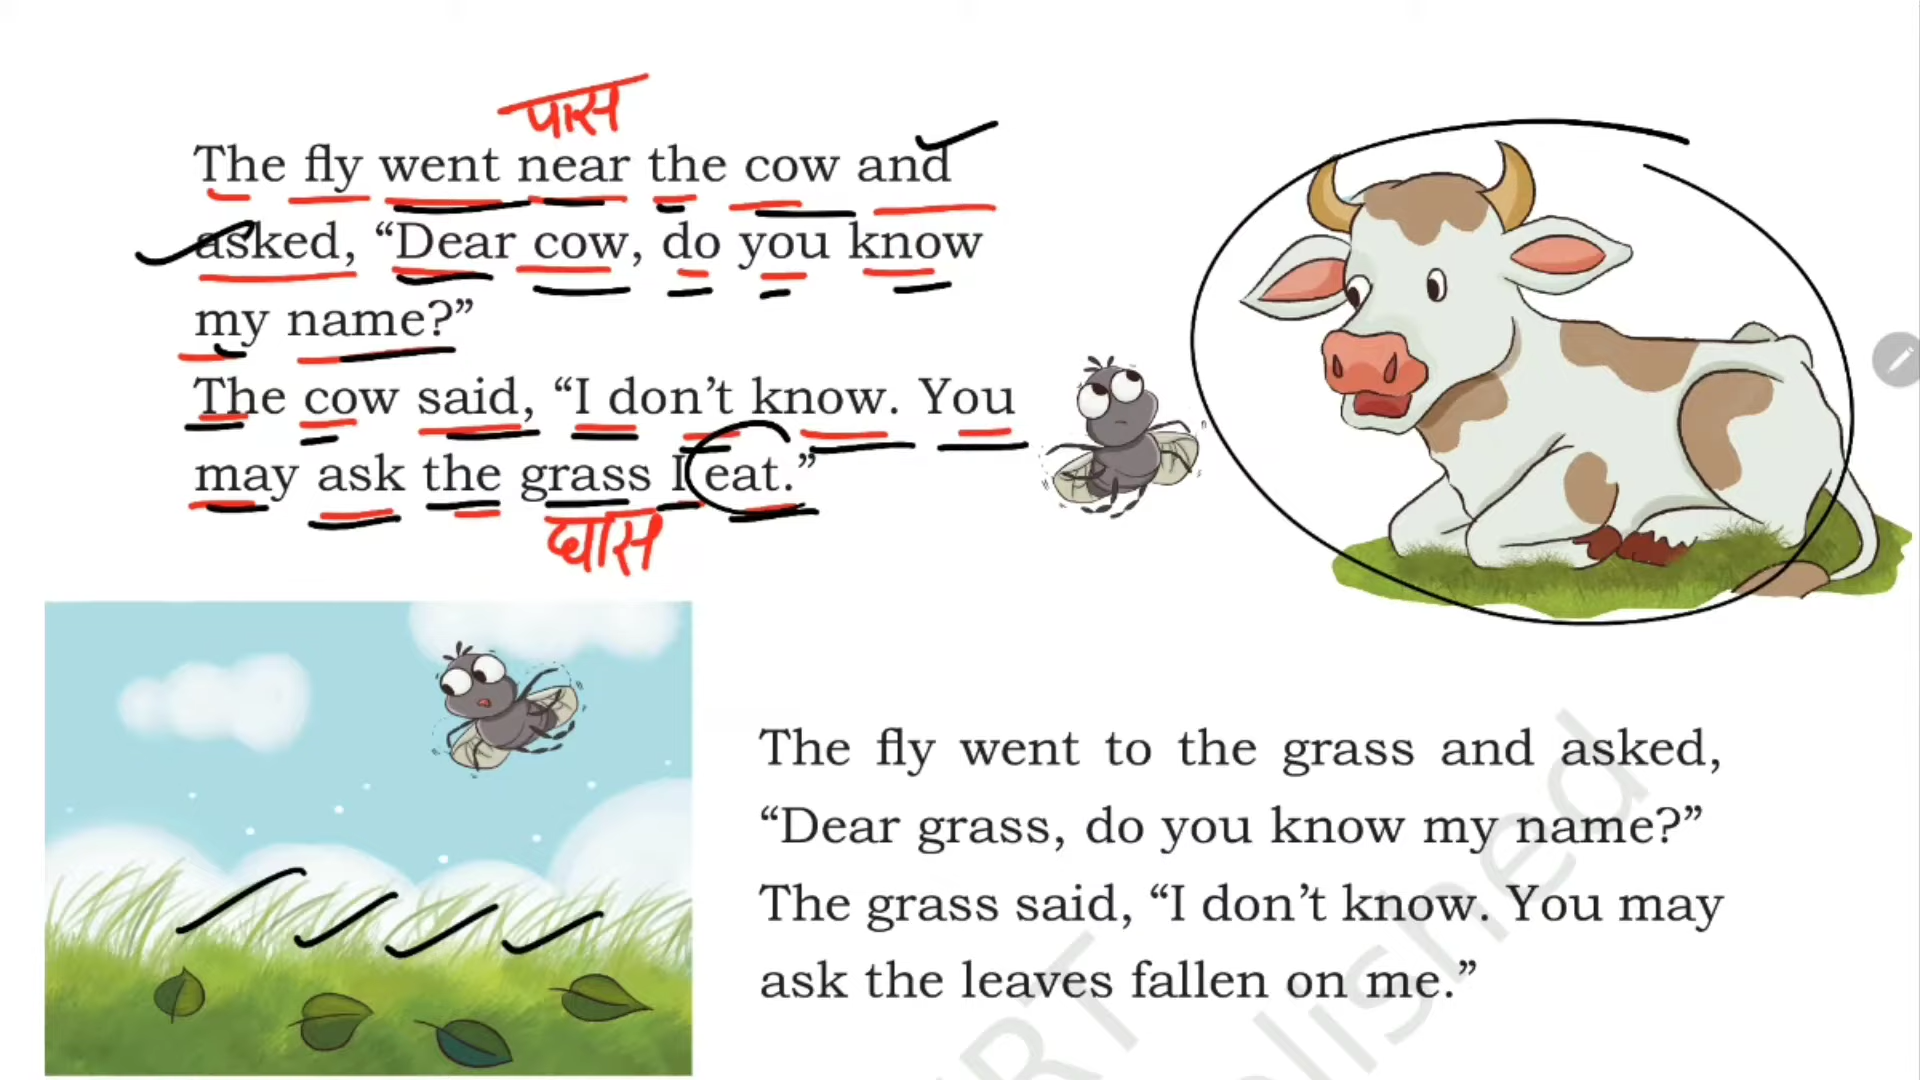 पास
The fly went near the cow and
asked, “Dear cow, do you know
my name?”
The cow said, “I don’t know. You
may ask the grass I eat.”
घास
The fly went to the grass and asked,
“Dear grass, do you know my name?”
The grass said, “I don’t know. You may
ask the leaves fallen on me.”